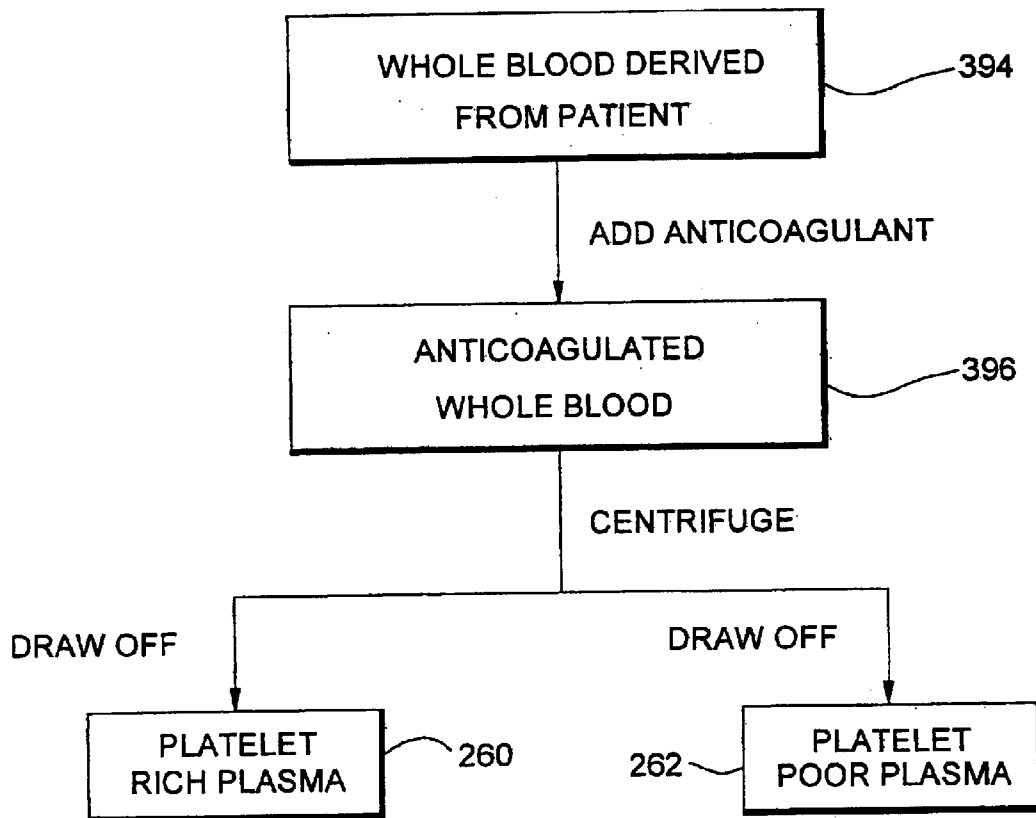 WHOLE BLOOD DERIVED
FROM PATIENT
394
ADD ANTICOAGULANT
ANTICOAGULATED
WHOLE BLOOD
396
CENTRIFUGE
DRAW OFF
DRAW OFF
PLATELET
RICH PLASMA
260
262
PLATELET
POOR PLASMA